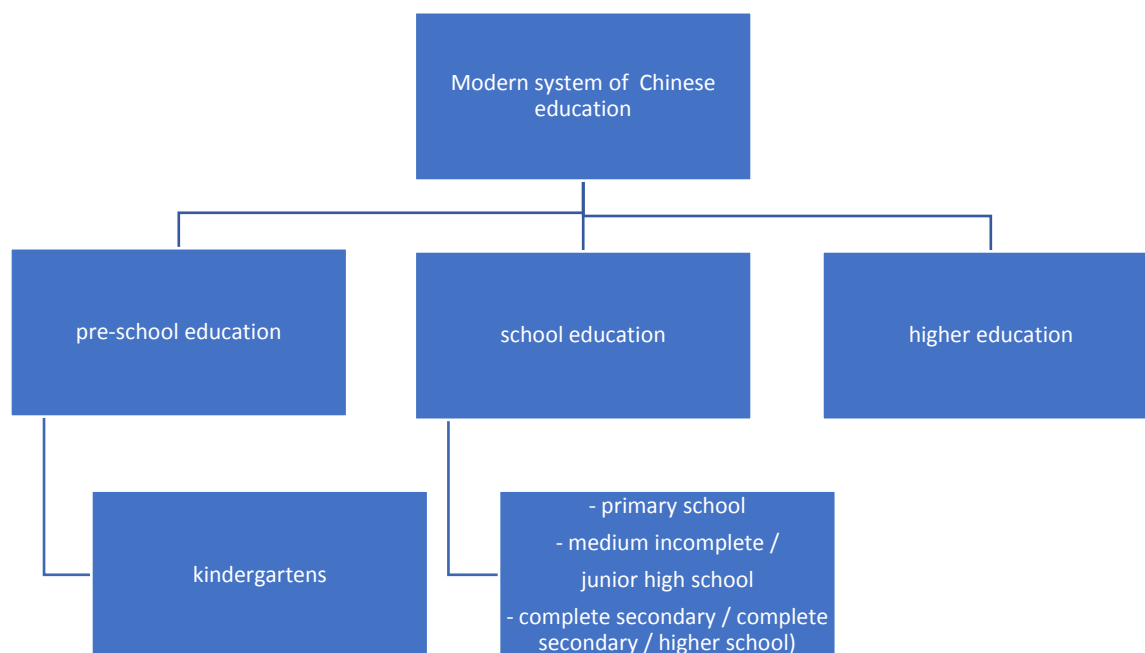 Modern system of Chinese
education
pre-school education
school education
higher education
kindergartens
- primary school
- medium incomplete /
junior high school
- complete secondary / complete
secondary / higher school)